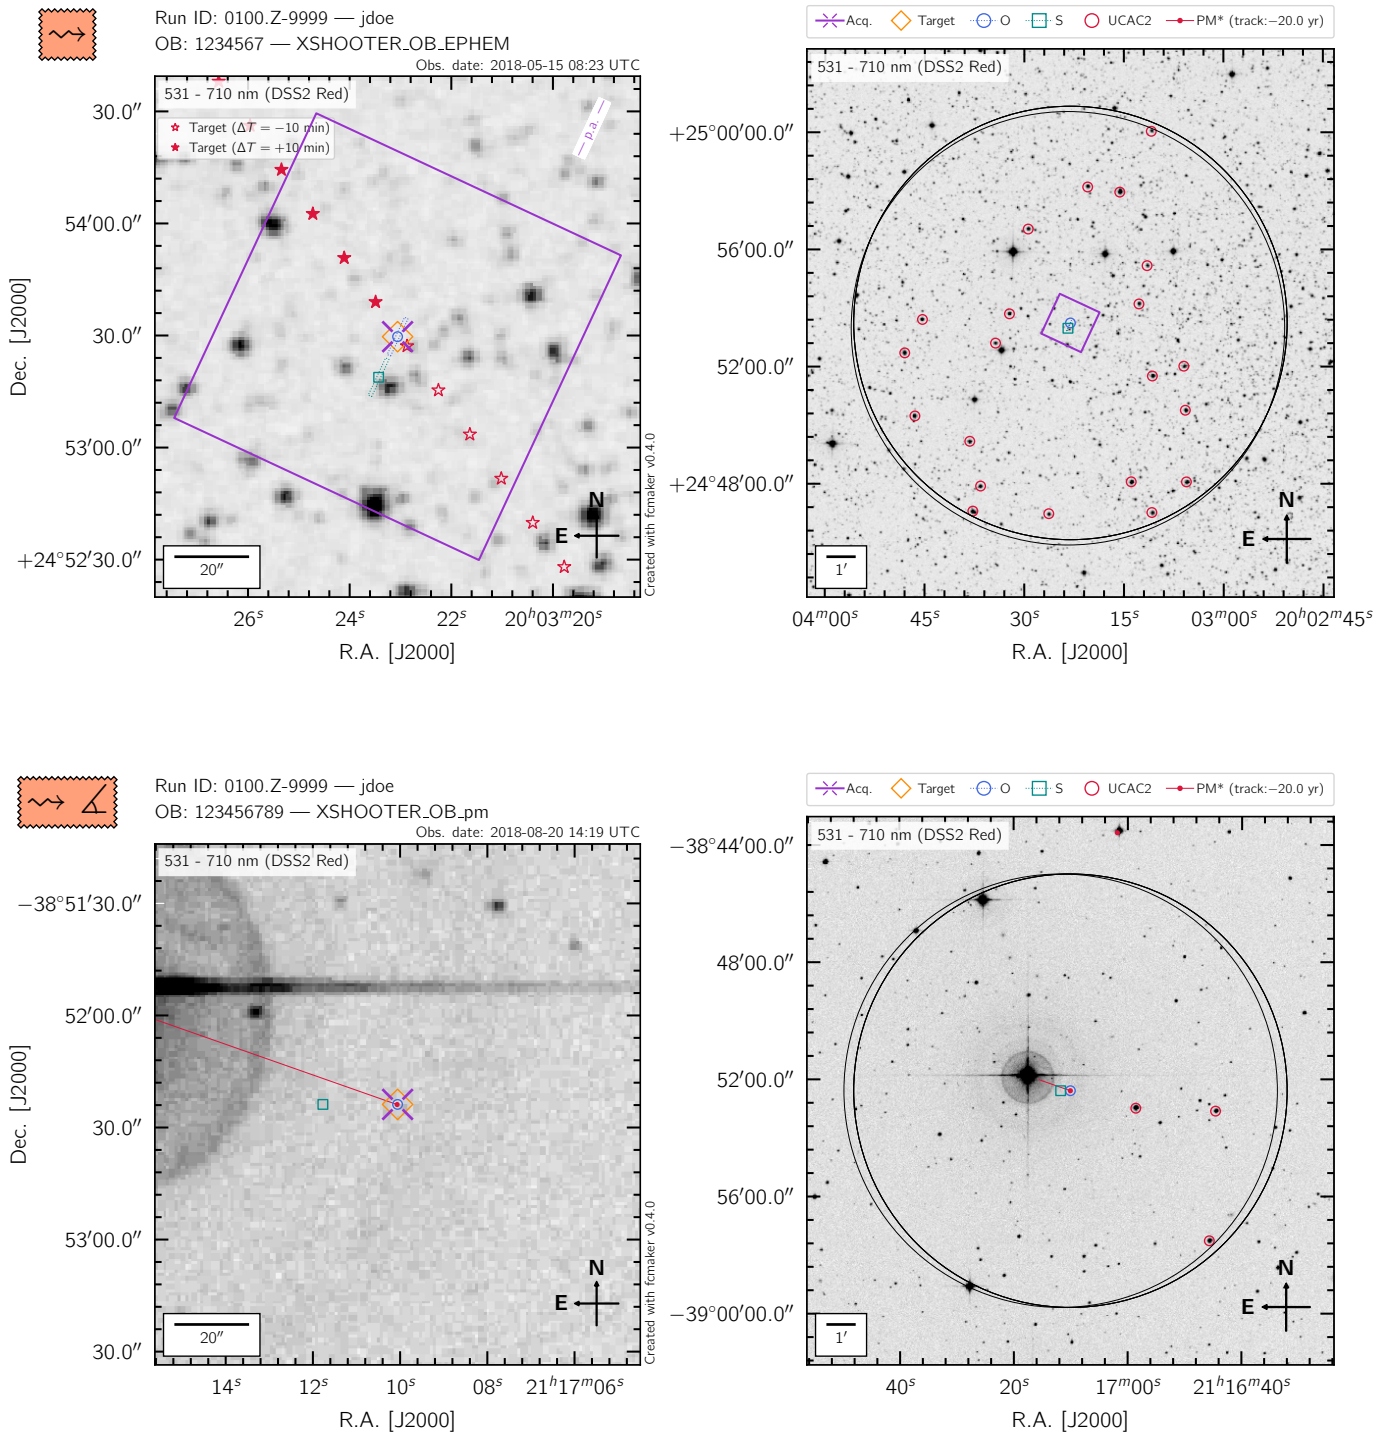 Run ID: 0100.Z-9999 — jdoe
OB: 1234567 — XSHOOTER_OB_EPHEM
Obs. date: 2018-05-15 08:23 UTC
531 - 710 nm (DSS2 Red)
Target (ΔT = −10 min)
Target (ΔT = +10 min)
— p.a. —
30.0″
54′00.0″
30.0″
53′00.0″
+24°52′30.0″
Dec. [J2000]
20″
N
E
26ˢ 24ˢ 22ˢ 20ʰ03ᵐ20ˢ
R.A. [J2000]
Created with fcmaker v0.4.0
Acq. Target O S UCAC2 PM* (track:−20.0 yr)
531 - 710 nm (DSS2 Red)
+25°00′00.0″
56′00.0″
52′00.0″
+24°48′00.0″
1′
N
E
04ᵐ00ˢ 45ˢ 30ˢ 15ˢ 03ᵐ00ˢ 20ʰ02ᵐ45ˢ
R.A. [J2000]
Run ID: 0100.Z-9999 — jdoe
OB: 123456789 — XSHOOTER_OB_pm
Obs. date: 2018-08-20 14:19 UTC
531 - 710 nm (DSS2 Red)
−38°51′30.0″
52′00.0″
30.0″
53′00.0″
30.0″
Dec. [J2000]
20″
N
E
14ˢ 12ˢ 10ˢ 08ˢ 21ʰ17ᵐ06ˢ
R.A. [J2000]
Created with fcmaker v0.4.0
Acq. Target O S UCAC2 PM* (track:−20.0 yr)
531 - 710 nm (DSS2 Red)
−38°44′00.0″
48′00.0″
52′00.0″
56′00.0″
−39°00′00.0″
1′
N
E
40ˢ 20ˢ 17ᵐ00ˢ 21ʰ16ᵐ40ˢ
R.A. [J2000]